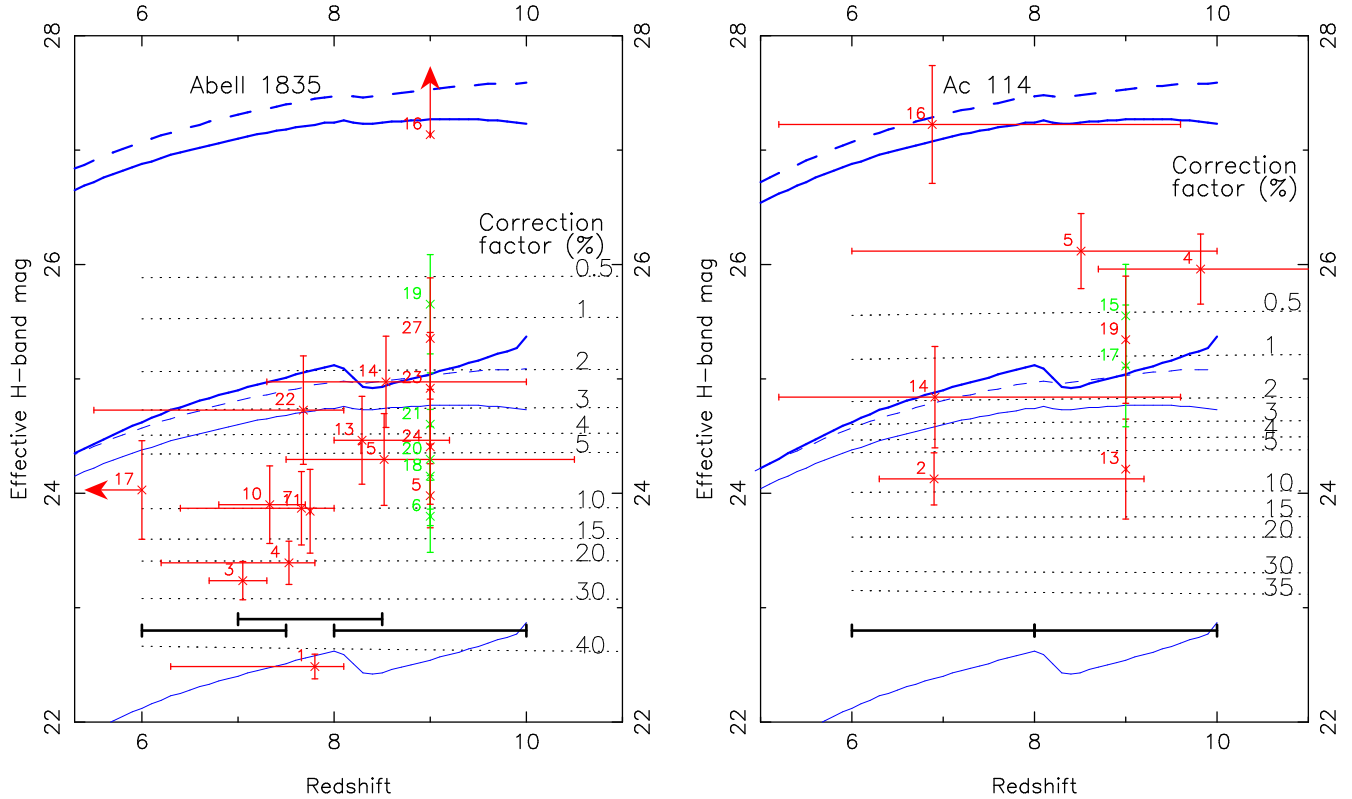 6 8 10
28 28
Abell 1835
16
Correction
factor (%)
26 26
0.5
19
1
27
2
14 23
22 3
21
13 24 4
15 20 5
18
17
5
24 24
10 7 11 10
6
15
4 20
3
30
40
1
22 22
6 8 10
Redshift
Effective H-band mag
6 8 10
28 28
Ac 114
16
Correction
factor (%)
5
4
26 26
15 0.5
19
17 1
14 2
3
4
5
13
2
24 24
10
15
20
30
35
22 22
6 8 10
Redshift
Effective H-band mag